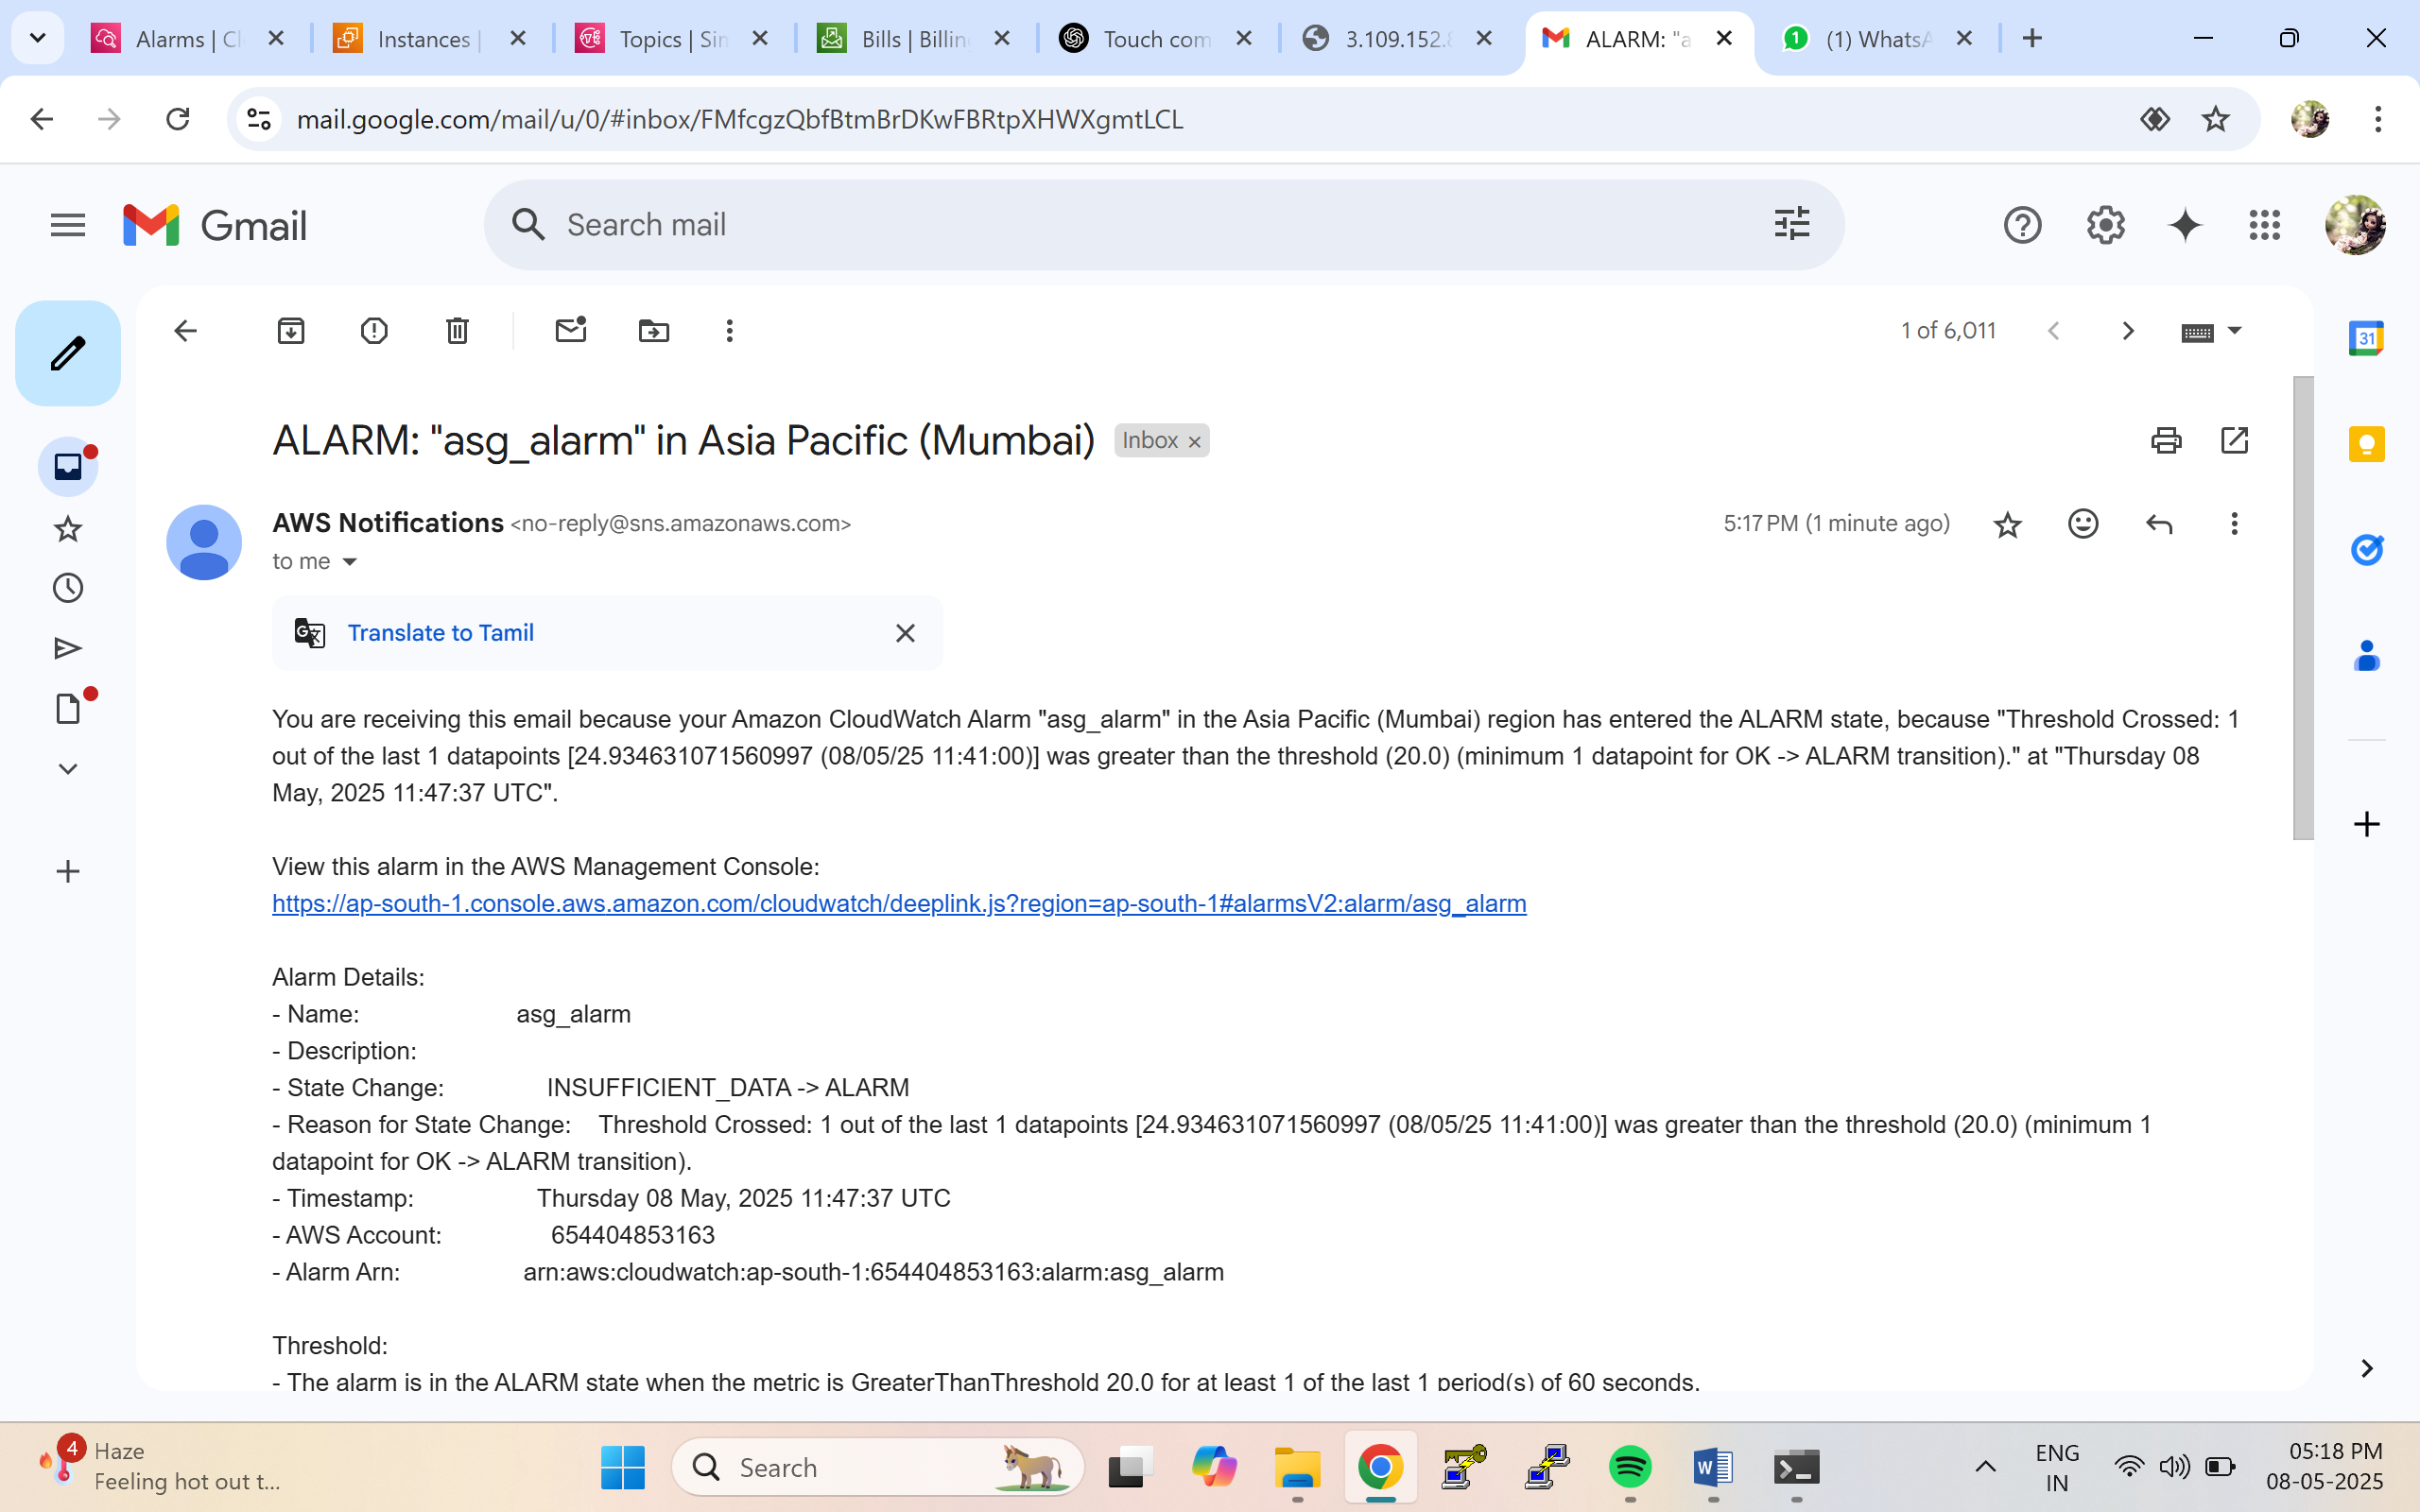 Alarms | Cl
Instances |
Topics | Sin
Bills | Billin
Touch com
3.109.152.
ALARM: "a
1
(1) WhatsA
mail.google.com/mail/u/0/#inbox/FMfcgzQbfBtmBrDKwFBRtpXHWXgmtLCL
Gmail
Search mail
1 of 6,011
31
ALARM: "asg_alarm" in Asia Pacific (Mumbai)
Inbox ×
AWS Notifications <no-reply@sns.amazonaws.com>
5:17 PM (1 minute ago)
to me
Translate to Tamil
You are receiving this email because your Amazon CloudWatch Alarm "asg_alarm" in the Asia Pacific (Mumbai) region has entered the ALARM state, because "Threshold Crossed: 1
out of the last 1 datapoints [24.934631071560997 (08/05/25 11:41:00)] was greater than the threshold (20.0) (minimum 1 datapoint for OK -> ALARM transition)." at "Thursday 08
May, 2025 11:47:37 UTC".
View this alarm in the AWS Management Console:
https://ap-south-1.console.aws.amazon.com/cloudwatch/deeplink.js?region=ap-south-1#alarmsV2:alarm/asg_alarm
Alarm Details:
- Name: asg_alarm
- Description:
- State Change: INSUFFICIENT_DATA -> ALARM
- Reason for State Change: Threshold Crossed: 1 out of the last 1 datapoints [24.934631071560997 (08/05/25 11:41:00)] was greater than the threshold (20.0) (minimum 1
datapoint for OK -> ALARM transition).
- Timestamp: Thursday 08 May, 2025 11:47:37 UTC
- AWS Account: 654404853163
- Alarm Arn: arn:aws:cloudwatch:ap-south-1:654404853163:alarm:asg_alarm
Threshold:
- The alarm is in the ALARM state when the metric is GreaterThanThreshold 20.0 for at least 1 of the last 1 period(s) of 60 seconds.
4
Haze
Feeling hot out t...
Search
W
ENG
IN
05:18 PM
08-05-2025